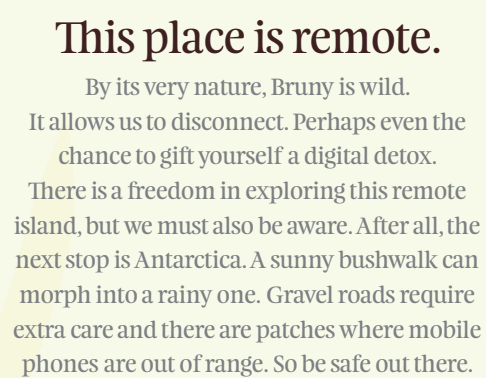 This place is remote.
By its very nature, Bruny is wild.
It allows us to disconnect. Perhaps even the
chance to gift yourself a digital detox.
There is a freedom in exploring this remote
island, but we must also be aware. After all, the
next stop is Antarctica. A sunny bushwalk can
morph into a rainy one. Gravel roads require
extra care and there are patches where mobile
phones are out of range. So be safe out there.